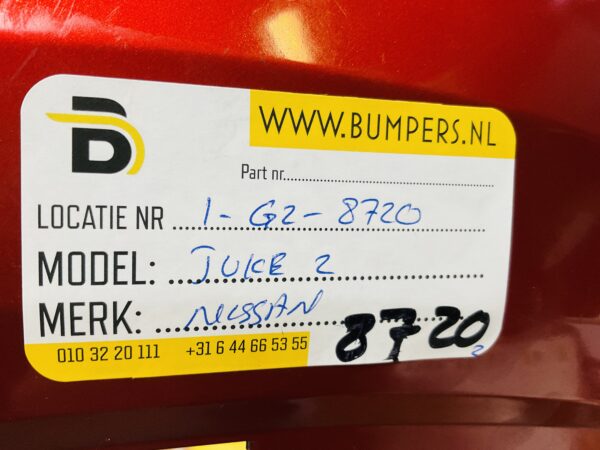 B
WWW.BUMPERS.NL
Part nr
LOCATIE NR 1-G2-8720
MODEL: JUKE 2
MERK: NISSAN
8720
2
010 32 20 111 +31 6 44 66 53 55